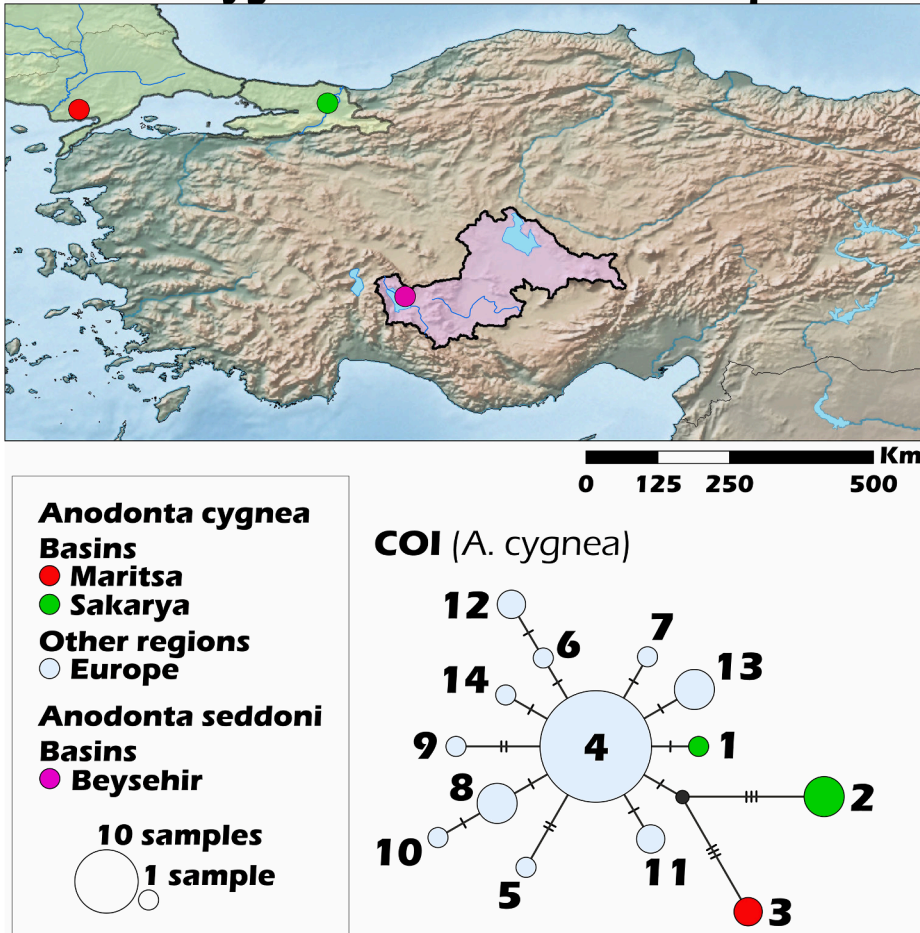 Km
0 125 250 500
Anodonta cygnea
Basins
Maritsa
Sakarya
Other regions
Europe
Anodonta seddoni
Basins
Beysehir
10 samples
1 sample
COI (A. cygnea)
12
6
7
13
14
9
4
1
8
2
10
5
11
3